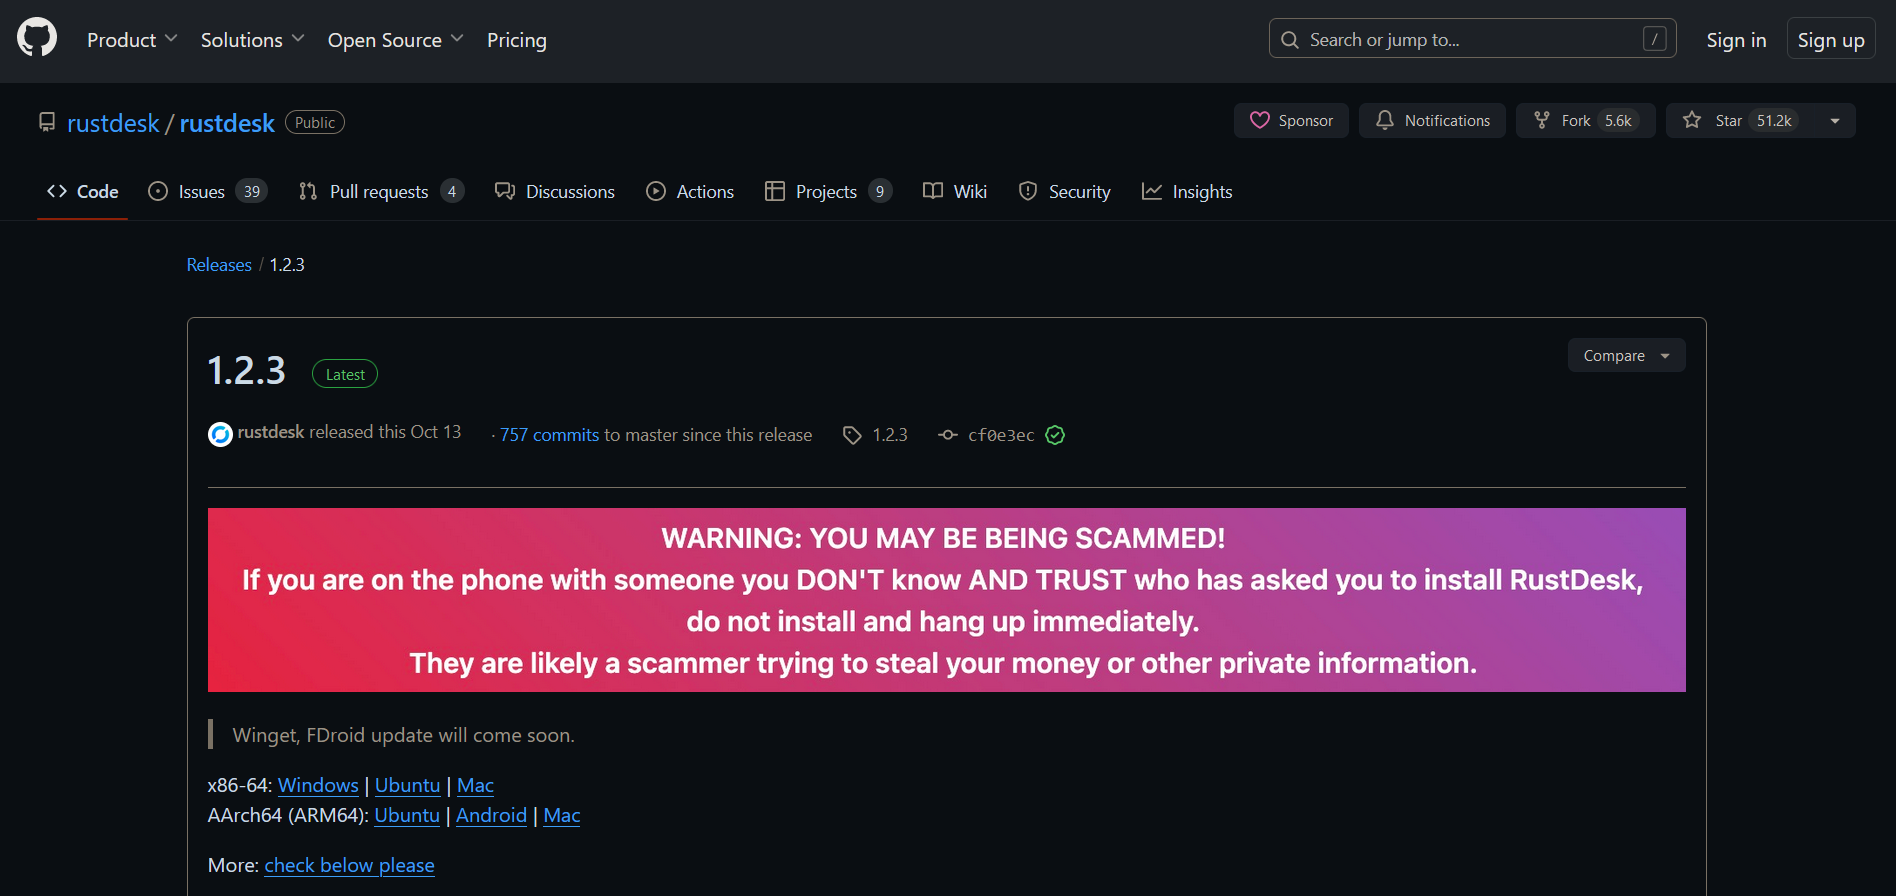 Product Solutions Open Source Pricing Search or jump to... / Sign in Sign up
rustdesk / rustdesk Public Sponsor Notifications Fork 5.6k Star 51.2k
Code Issues 39 Pull requests 4 Discussions Actions Projects 9 Wiki Security Insights
Releases / 1.2.3
1.2.3 Latest Compare
rustdesk released this Oct 13 · 757 commits to master since this release 1.2.3 cf0e3ec
WARNING: YOU MAY BE BEING SCAMMED!
If you are on the phone with someone you DON'T know AND TRUST who has asked you to install RustDesk,
do not install and hang up immediately.
They are likely a scammer trying to steal your money or other private information.
Winget, FDroid update will come soon.
x86-64: Windows | Ubuntu | Mac
AArch64 (ARM64): Ubuntu | Android | Mac
More: check below please